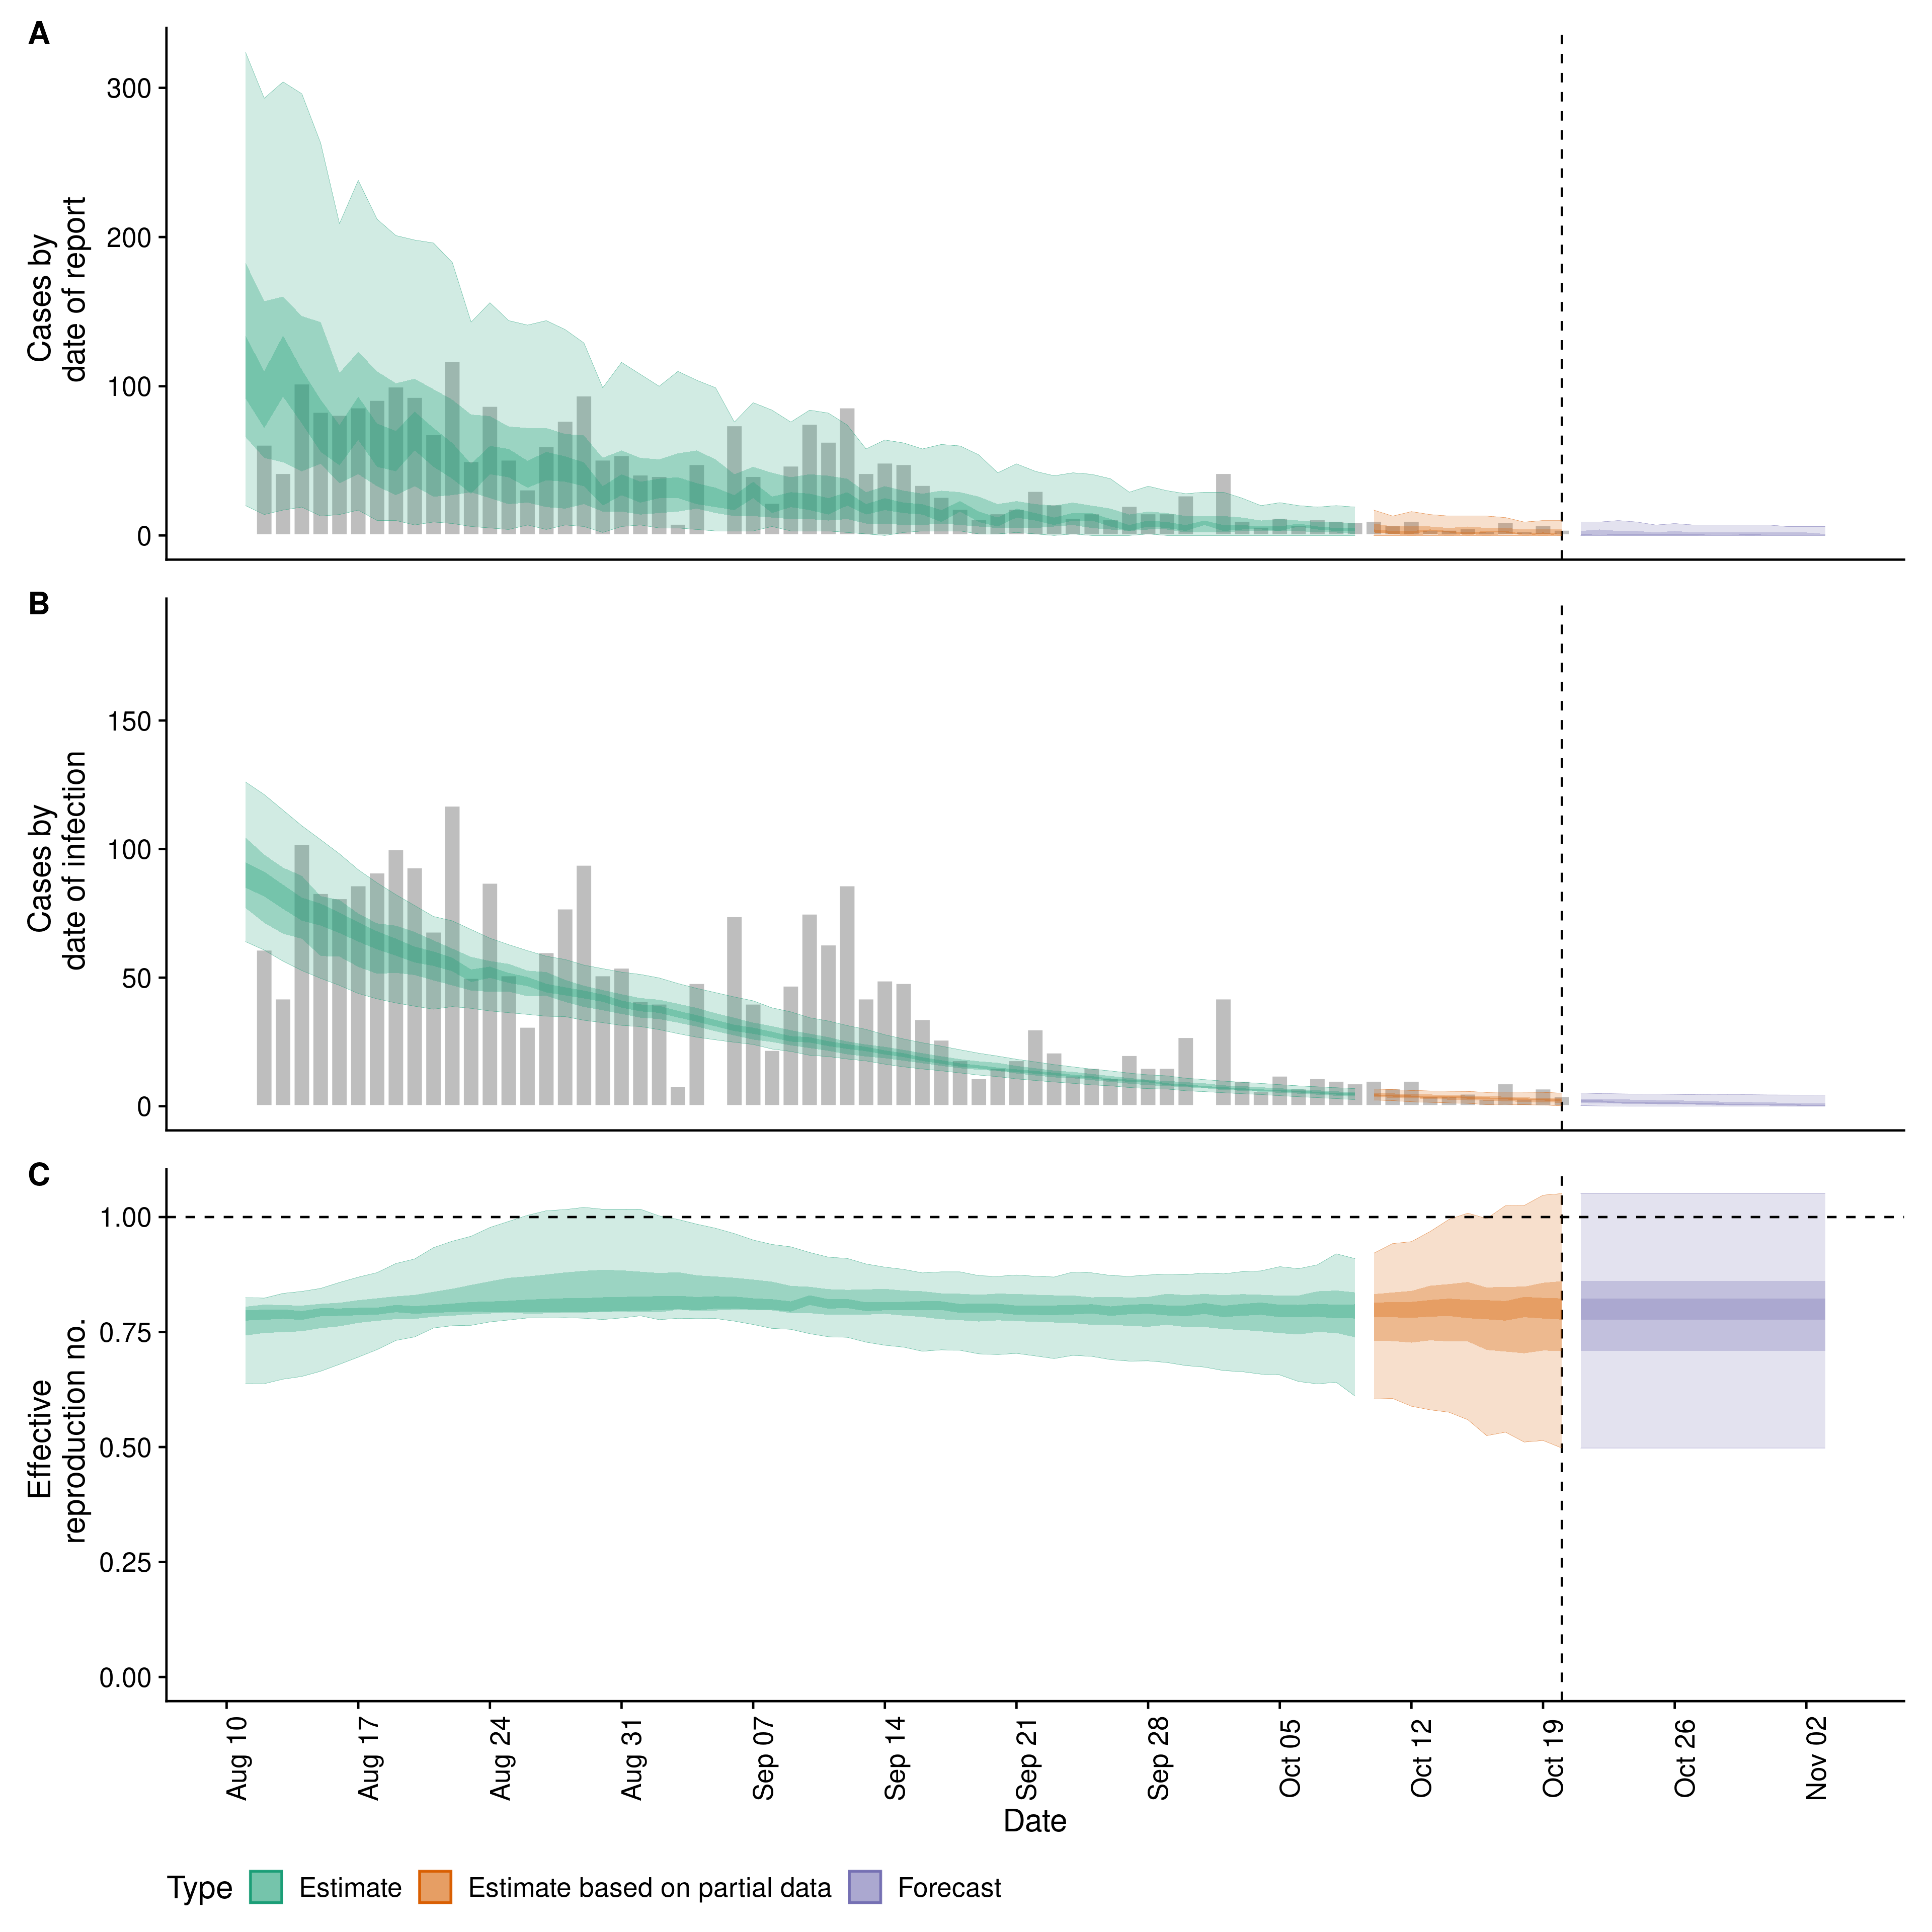 A
Cases by
date of report
300
200
100
0
B
Cases by
date of infection
150
100
50
0
C
Effective
reproduction no.
1.00
0.75
0.50
0.25
0.00
Aug 10
Aug 17
Aug 24
Aug 31
Sep 07
Sep 14
Sep 21
Sep 28
Oct 05
Oct 12
Oct 19
Oct 26
Nov 02
Date
Type
Estimate
Estimate based on partial data
Forecast